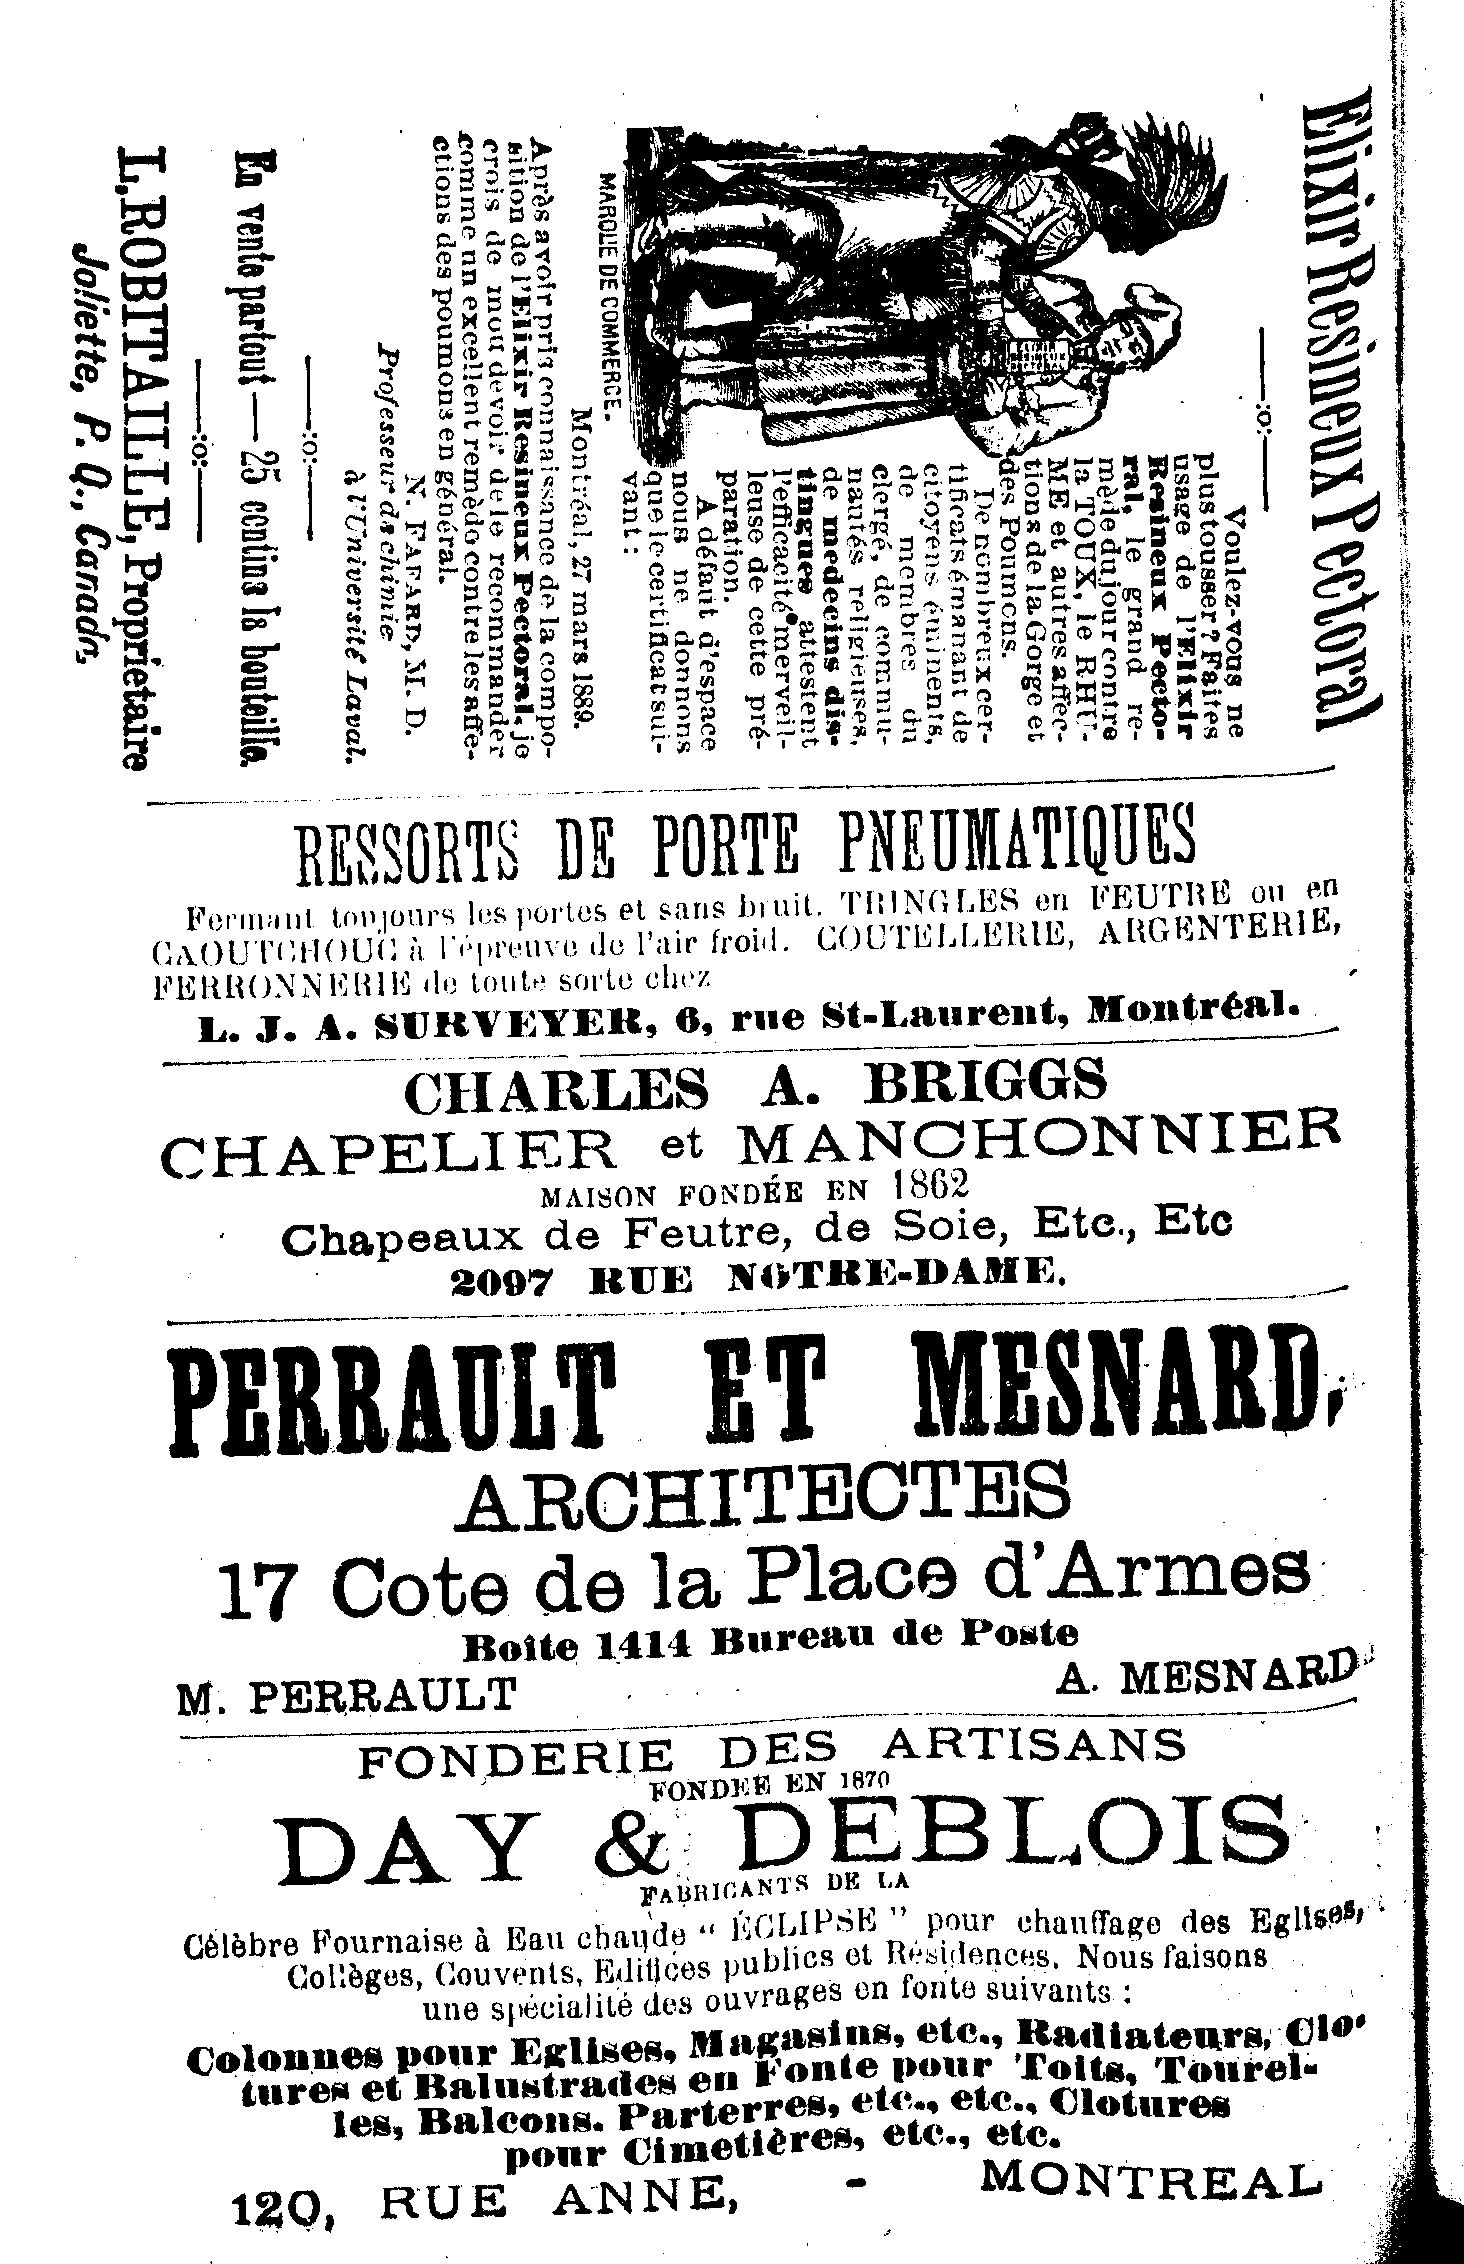 Elixir Resineux Pectoral
—:o:—
Voulez-vous ne
plus tousser? Faites
usage de l'Elixir
Resineux Pecto-
ral, le grand re-
mède du jour contre
la TOUX, le RHU-
ME et autres affec-
tions de la Gorge et
des Poumons.
De nombreux cer-
tificats émanant de
citoyens éminents,
de membres du
clergé, de commu-
nautés religieuses,
de medecins dis-
tingues attestent
l'efficacité merveil-
leuse de cette pré-
paration.
A défaut d'espace
nous ne donnons
que le certificat sui-
vant :
MARQUE DE COMMERCE.
Montréal, 27 mars 1889.
Après avoir pris connaissance de la compo-
sition de l'Elixir Resineux Pectoral, je
crois de mon devoir de le recommander
comme un excellent remède contre les affe-
ctions des poumons en général.
N. FAFARD, M. D.
Professeur de chimie
à l'Université Laval.
—:o:—
En vente partout — 25 centins la bouteille.
—:o:—
L. ROBITAILLE, Proprietaire
Joliette, P. Q., Canada.
RESSORTS DE PORTE PNEUMATIQUES
Fermant toujours les portes et sans bruit. TRINGLES en FEUTRE ou en
CAOUTCHOUC à l'épreuve de l'air froid. COUTELLERIE, ARGENTERIE,
FERRONNERIE de toute sorte chez
L. J. A. SURVEYER, 6, rue St-Laurent, Montréal.
CHARLES A. BRIGGS
CHAPELIER et MANCHONNIER
MAISON FONDÉE EN 1862
Chapeaux de Feutre, de Soie, Etc., Etc
2097 RUE NOTRE-DAME.
PERRAULT ET MESNARD,
ARCHITECTES
17 Cote de la Place d'Armes
Boîte 1414 Bureau de Poste
M. PERRAULT A. MESNARD
FONDERIE DES ARTISANS
FONDEE EN 1870
DAY & DEBLOIS
FABRICANTS DE LA
Célèbre Fournaise à Eau chaude “ ÉCLIPSE ” pour chauffage des Eglises,
Collèges, Couvents, Edifices publics et Résidences. Nous faisons
une spécialité des ouvrages en fonte suivants :
Colonnes pour Eglises, Magasins, etc., Radiateurs, Clo-
tures et Balustrades en Fonte pour Toits, Tourel-
les, Balcons. Parterres, etc., etc., Clotures
pour Cimetières, etc., etc.
120, RUE ANNE, - MONTREAL